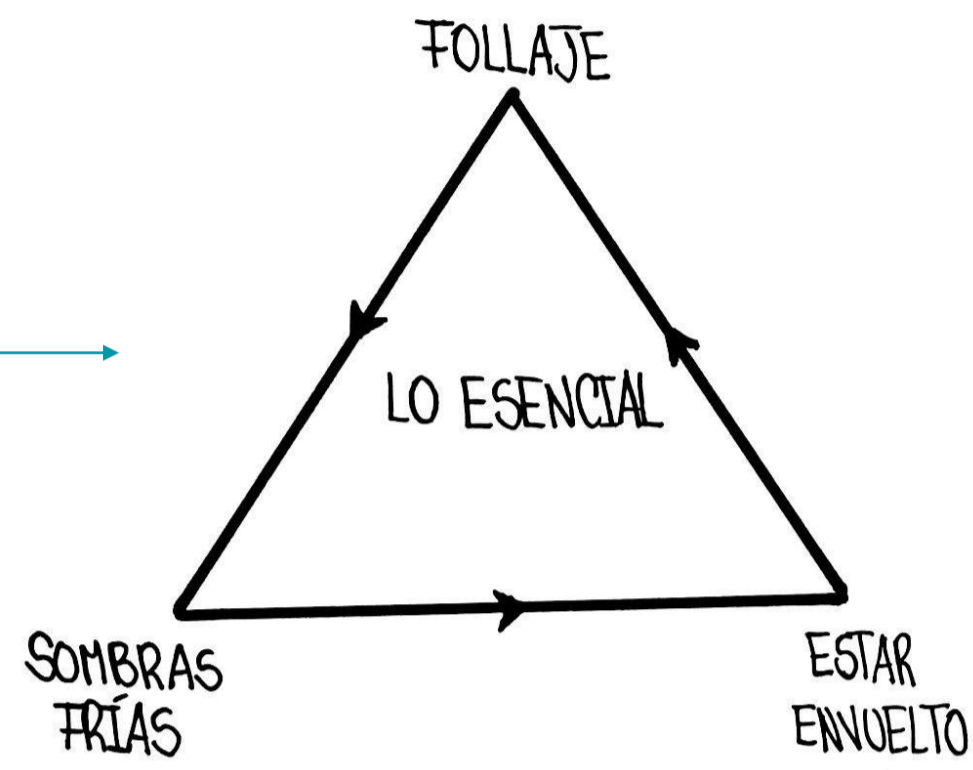 FOLLAJE
LO ESENCIAL
SOMBRAS
FRÍAS
ESTAR
ENVUELTO